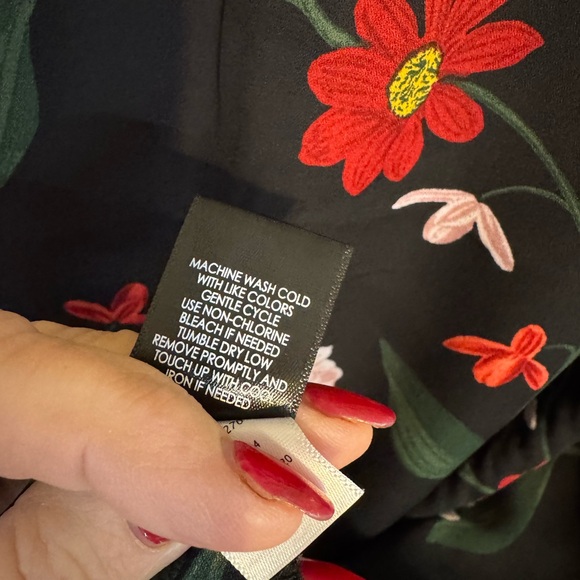 MACHINE WASH COLD
WITH LIKE COLORS
GENTLE CYCLE
USE NON-CHLORINE
BLEACH IF NEEDED
TUMBLE DRY LOW
REMOVE PROMPTLY AND
TOUCH UP WITH COOL
IRON IF NEEDED
4